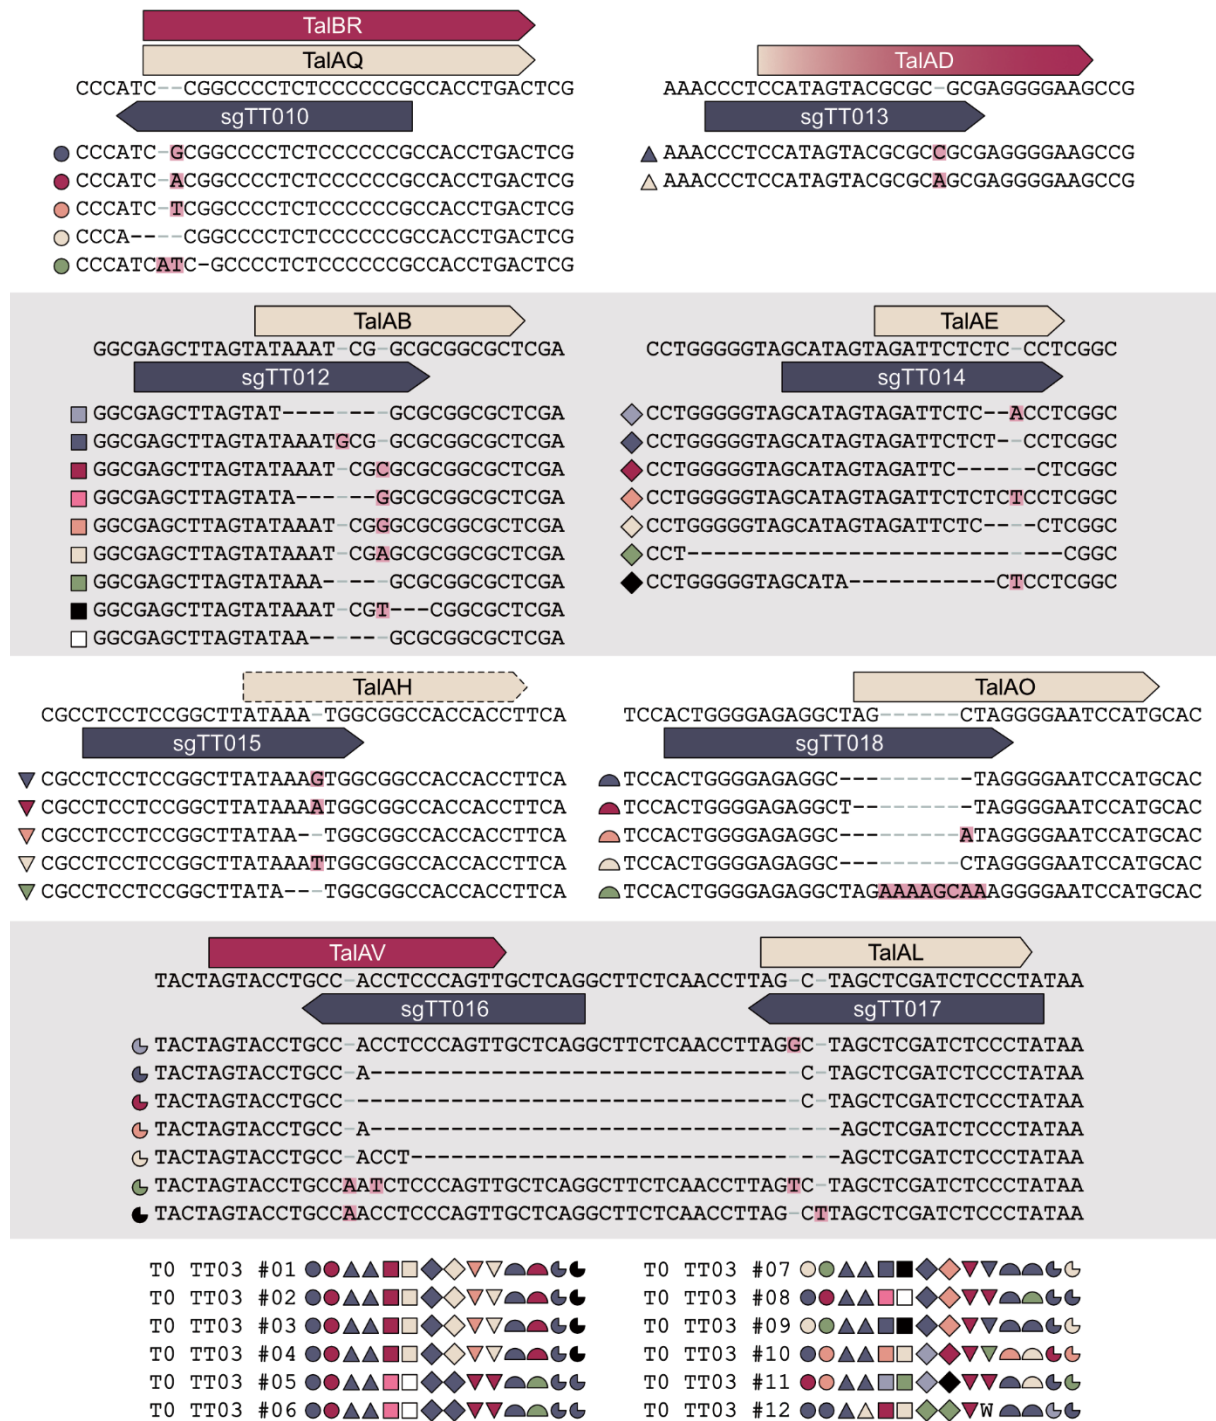 TalBR
TalAQ
CCCATC--CGGCCCCTCTCCCCCCGCCACCTGACTCG
sgTT010
CCCATC-GCGGCCCCTCTCCCCCCGCCACCTGACTCG
CCCATC-ACGGCCCCTCTCCCCCCGCCACCTGACTCG
CCCATC-TCGGCCCCTCTCCCCCCGCCACCTGACTCG
CCCA----CGGCCCCTCTCCCCCCGCCACCTGACTCG
CCCATCATC-GCCCCTCTCCCCCCGCCACCTGACTCG
TalAD
AAACCCTCCATAGTACGCGC-GCGAGGGGAAGCCG
sgTT013
AAACCCTCCATAGTACGCGCCGCGAGGGGAAGCCG
AAACCCTCCATAGTACGCGCAGCGAGGGGAAGCCG
TalAB
GGCGAGCTTAGTATAAAT-CG-GCGCGGCGCTCGA
sgTT012
GGCGAGCTTAGTAT--------GCGCGGCGCTCGA
GGCGAGCTTAGTATAAATGCG-GCGCGGCGCTCGA
GGCGAGCTTAGTATAAAT-CGCGCGCGGCGCTCGA
GGCGAGCTTAGTATA------GGCGCGGCGCTCGA
GGCGAGCTTAGTATAAAT-CGGGCGCGGCGCTCGA
GGCGAGCTTAGTATAAAT-CGAGCGCGGCGCTCGA
GGCGAGCTTAGTATAAA-----GCGCGGCGCTCGA
GGCGAGCTTAGTATAAAT-CGT---CGGCGCTCGA
GGCGAGCTTAGTATAA------GCGCGGCGCTCGA
TalAE
CCTGGGGGTAGCATAGTAGATTCTCTC-CCTCGGC
sgTT014
CCTGGGGGTAGCATAGTAGATTCTC--ACCTCGGC
CCTGGGGGTAGCATAGTAGATTCTCT--CCTCGGC
CCTGGGGGTAGCATAGTAGATTC------CTCGGC
CCTGGGGGTAGCATAGTAGATTCTCTCTCCTCGGC
CCTGGGGGTAGCATAGTAGATTCTC----CTCGGC
CCT----------------------------CGGC
CCTGGGGGTAGCATA-----------CTCCTCGGC
TalAH
CGCCTCCTCCGGCTTATAAA-TGGCGGCCACCACCTTCA
sgTT015
CGCCTCCTCCGGCTTATAAAGTGGCGGCCACCACCTTCA
CGCCTCCTCCGGCTTATAAAATGGCGGCCACCACCTTCA
CGCCTCCTCCGGCTTATAA--TGGCGGCCACCACCTTCA
CGCCTCCTCCGGCTTATAAATTGGCGGCCACCACCTTCA
CGCCTCCTCCGGCTTATA---TGGCGGCCACCACCTTCA
TalAO
TCCACTGGGGAGAGGCTAG------CTAGGGGAATCCATGCAC
sgTT018
TCCACTGGGGAGAGGC----------TAGGGGAATCCATGCAC
TCCACTGGGGAGAGGCT---------TAGGGGAATCCATGCAC
TCCACTGGGGAGAGGC---------ATAGGGGAATCCATGCAC
TCCACTGGGGAGAGGC---------CTAGGGGAATCCATGCAC
TCCACTGGGGAGAGGCTAGAAAAGCAAAGGGGAATCCATGCAC
TalAV
TalAL
TACTAGTACCTGCC-ACCTCCCAGTTGCTCAGGCTTCTCAACCTTAG-C-TAGCTCGATCTCCCTATAA
sgTT016
sgTT017
TACTAGTACCTGCC-ACCTCCCAGTTGCTCAGGCTTCTCAACCTTAGGC-TAGCTCGATCTCCCTATAA
TACTAGTACCTGCC-A-------------------------------C-TAGCTCGATCTCCCTATAA
TACTAGTACCTGCC---------------------------------C-TAGCTCGATCTCCCTATAA
TACTAGTACCTGCC-A-----------------------------------AGCTCGATCTCCCTATAA
TACTAGTACCTGCC-ACCT--------------------------------AGCTCGATCTCCCTATAA
TACTAGTACCTGCCAATCTCCCAGTTGCTCAGGCTTCTCAACCTTAGTC-TAGCTCGATCTCCCTATAA
TACTAGTACCTGCCAACCTCCCAGTTGCTCAGGCTTCTCAACCTTAG-CTTAGCTCGATCTCCCTATAA
T0 TT03 #01
T0 TT03 #02
T0 TT03 #03
T0 TT03 #04
T0 TT03 #05
T0 TT03 #06
T0 TT03 #07
T0 TT03 #08
T0 TT03 #09
T0 TT03 #10
T0 TT03 #11
T0 TT03 #12 W